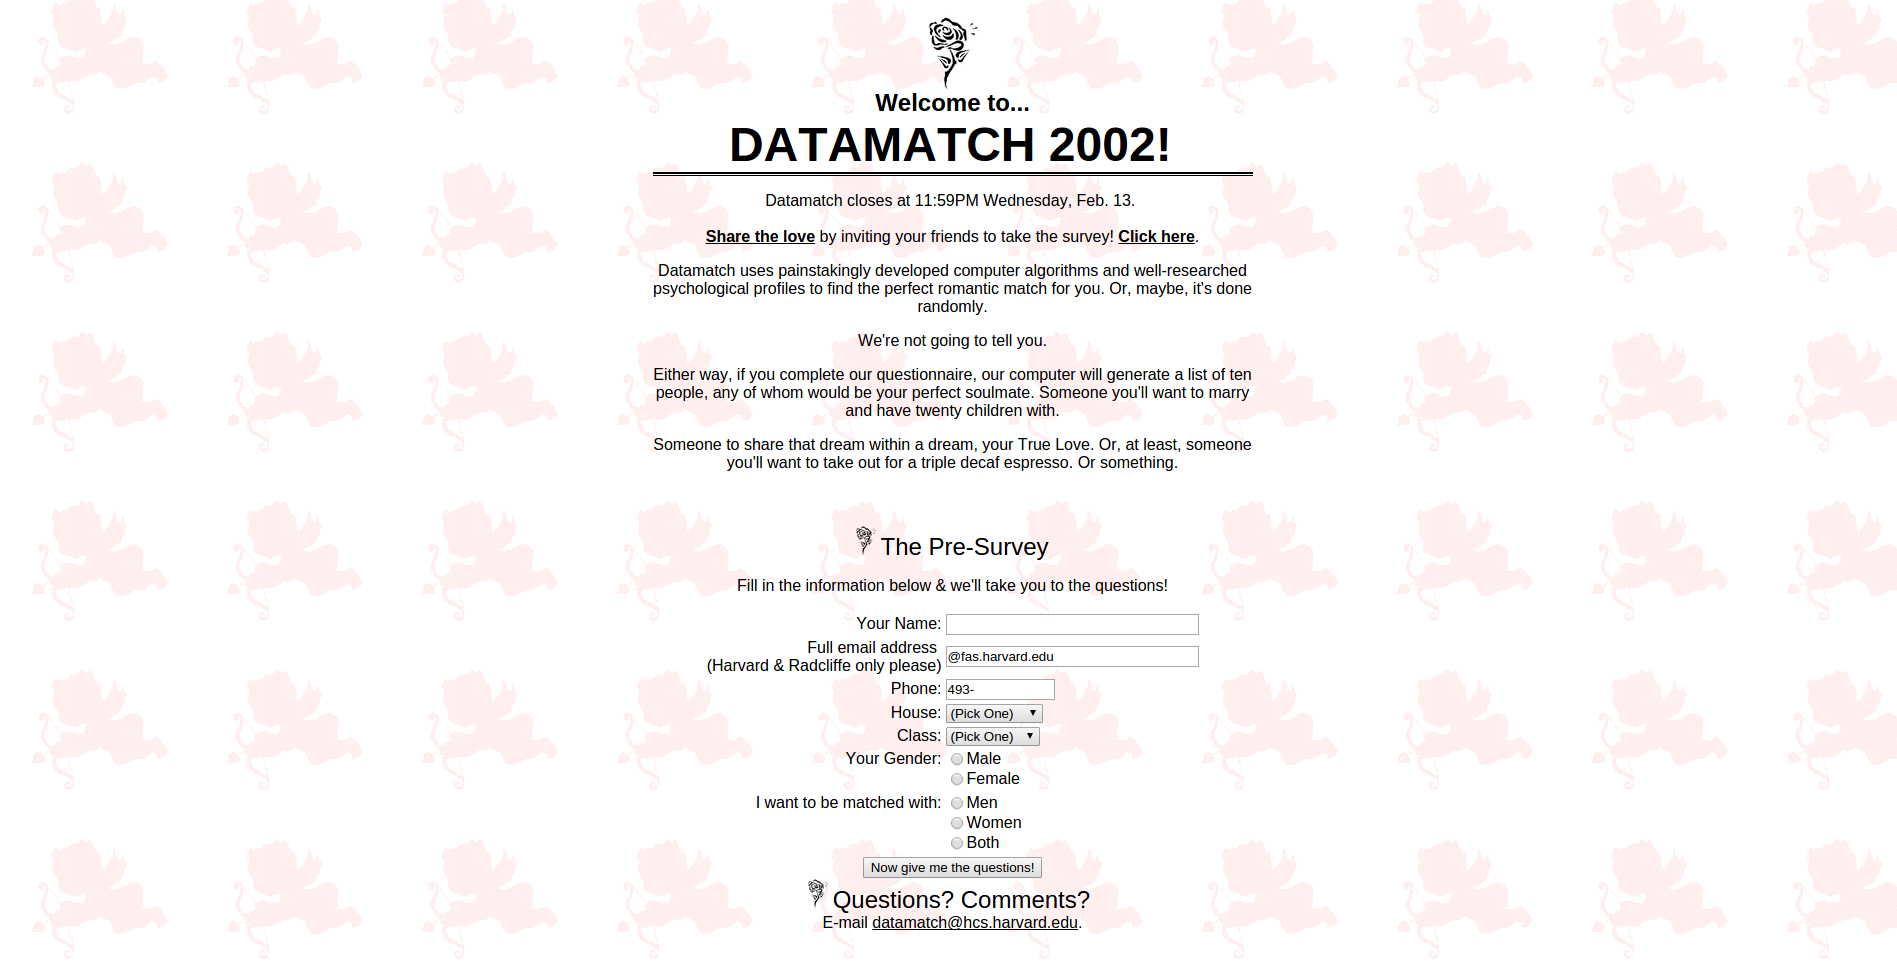 Welcome to...
DATAMATCH 2002!
Datamatch closes at 11:59PM Wednesday, Feb. 13.
Share the love by inviting your friends to take the survey! Click here.
Datamatch uses painstakingly developed computer algorithms and well-researched
psychological profiles to find the perfect romantic match for you. Or, maybe, it's done
randomly.
We're not going to tell you.
Either way, if you complete our questionnaire, our computer will generate a list of ten
people, any of whom would be your perfect soulmate. Someone you'll want to marry
and have twenty children with.
Someone to share that dream within a dream, your True Love. Or, at least, someone
you'll want to take out for a triple decaf espresso. Or something.
The Pre-Survey
Fill in the information below & we'll take you to the questions!
Your Name:
Full email address
(Harvard & Radcliffe only please) @fas.harvard.edu
Phone: 493-
House: (Pick One)
Class: (Pick One)
Your Gender: Male
Female
I want to be matched with: Men
Women
Both
Now give me the questions!
Questions? Comments?
E-mail datamatch@hcs.harvard.edu.